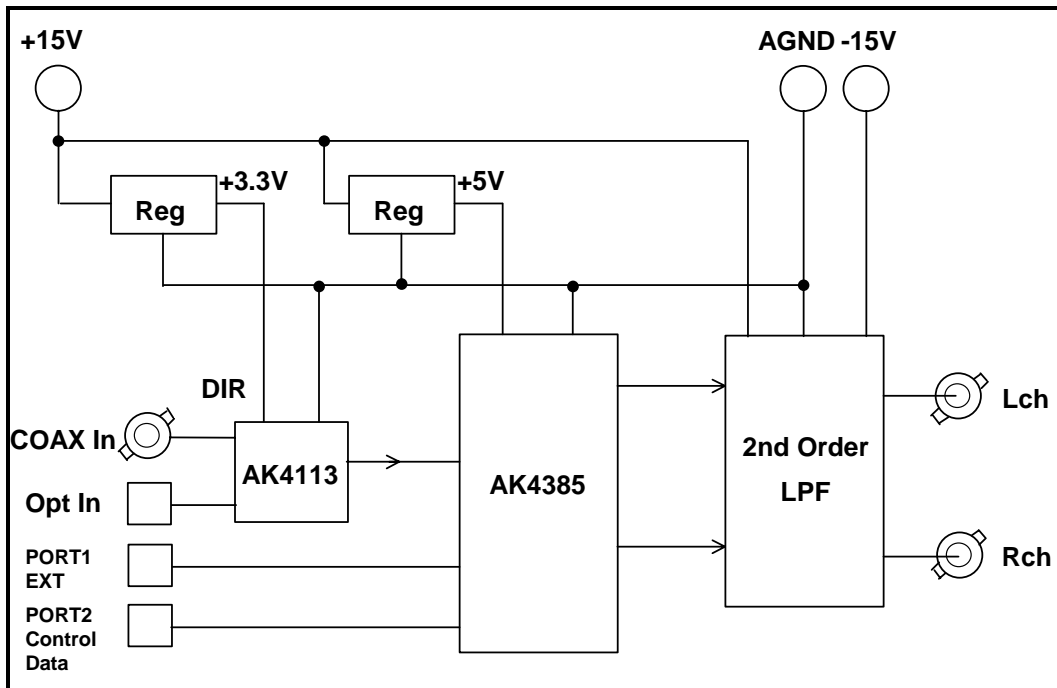 +15V
AGND -15V
+3.3V
+5V
Reg
Reg
DIR
COAX In
AK4113
Opt In
PORT1
EXT
PORT2
Control
Data
AK4385
2nd Order
LPF
Lch
Rch